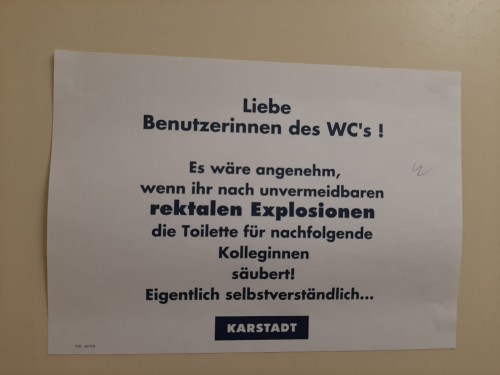 Liebe
Benutzerinnen des WC's !
Es wäre angenehm,
wenn ihr nach unvermeidbaren
rektalen Explosionen
die Toilette für nachfolgende
Kolleginnen
säubert!
Eigentlich selbstverständlich...
KARSTADT